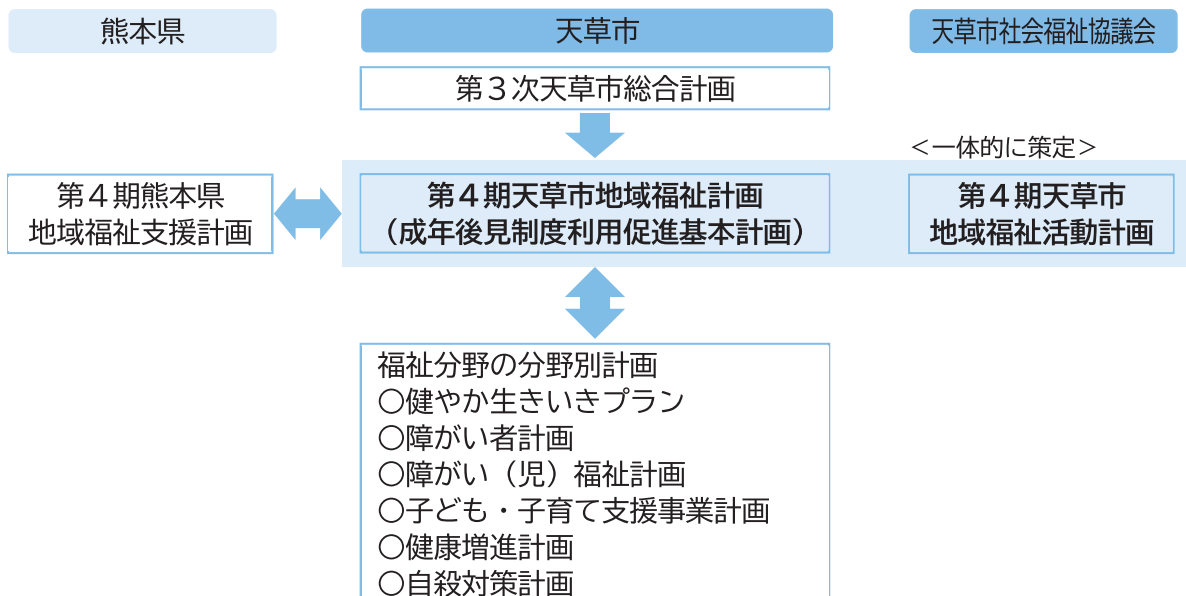 熊本県
天草市
天草市社会福祉協議会
第３次天草市総合計画
＜一体的に策定＞
第４期熊本県
地域福祉支援計画
第４期天草市地域福祉計画
（成年後見制度利用促進基本計画）
第４期天草市
地域福祉活動計画
福祉分野の分野別計画
○健やか生きいきプラン
○障がい者計画
○障がい（児）福祉計画
○子ども・子育て支援事業計画
○健康増進計画
○自殺対策計画